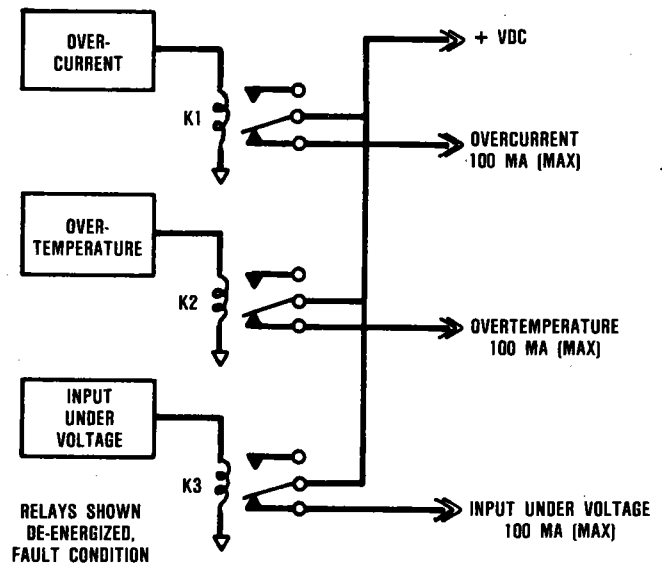 OVER-
CURRENT
K1
+ VDC
OVERCURRENT
100 MA (MAX)
OVER-
TEMPERATURE
K2
OVERTEMPERATURE
100 MA (MAX)
INPUT
UNDER
VOLTAGE
K3
INPUT UNDER VOLTAGE
100 MA (MAX)
RELAYS SHOWN
DE-ENERGIZED,
FAULT CONDITION